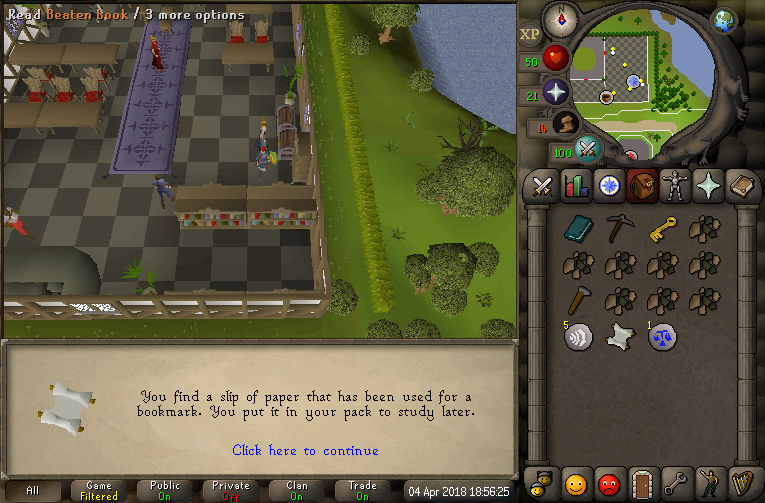 Read Beaten Book / 3 more options
XP
50
21
14
100
5
1
You find a slip of paper that has been used for a
bookmark. You put it in your pack to study later.
Click here to continue
All
Game
Filtered
Public
On
Private
Off
Clan
On
Trade
On
04 Apr 2018 18:56:25